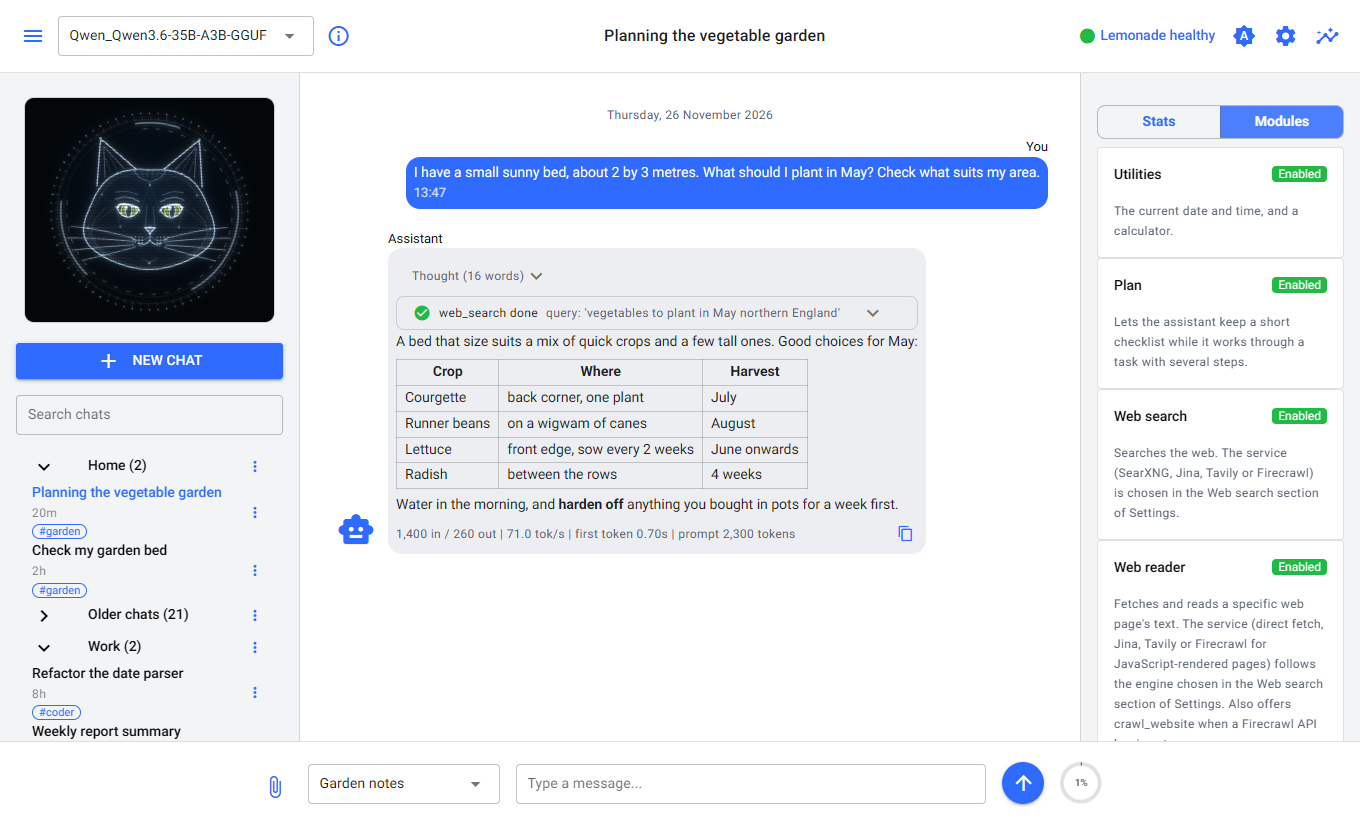 Qwen_Qwen3.6-35B-A3B-GGUF
Planning the vegetable garden
Lemonade healthy
A
NEW CHAT
Search chats
Home (2)
Planning the vegetable garden
20m
#garden
Check my garden bed
2h
#garden
Older chats (21)
Work (2)
Refactor the date parser
8h
#coder
Weekly report summary
Thursday, 26 November 2026
You
I have a small sunny bed, about 2 by 3 metres. What should I plant in May? Check what suits my area.
13:47
Assistant
Thought (16 words)
web_search done query: 'vegetables to plant in May northern England'
A bed that size suits a mix of quick crops and a few tall ones. Good choices for May:
Crop Where Harvest
Courgette back corner, one plant July
Runner beans on a wigwam of canes August
Lettuce front edge, sow every 2 weeks June onwards
Radish between the rows 4 weeks
Water in the morning, and harden off anything you bought in pots for a week first.
1,400 in / 260 out | 71.0 tok/s | first token 0.70s | prompt 2,300 tokens
Stats Modules
Utilities Enabled
The current date and time, and a
calculator.
Plan Enabled
Lets the assistant keep a short
checklist while it works through a
task with several steps.
Web search Enabled
Searches the web. The service
(SearXNG, Jina, Tavily or Firecrawl)
is chosen in the Web search section
of Settings.
Web reader Enabled
Fetches and reads a specific web
page's text. The service (direct fetch,
Jina, Tavily or Firecrawl for
JavaScript-rendered pages) follows
the engine chosen in the Web search
section of Settings. Also offers
crawl_website when a Firecrawl API
Garden notes
Type a message...
1%